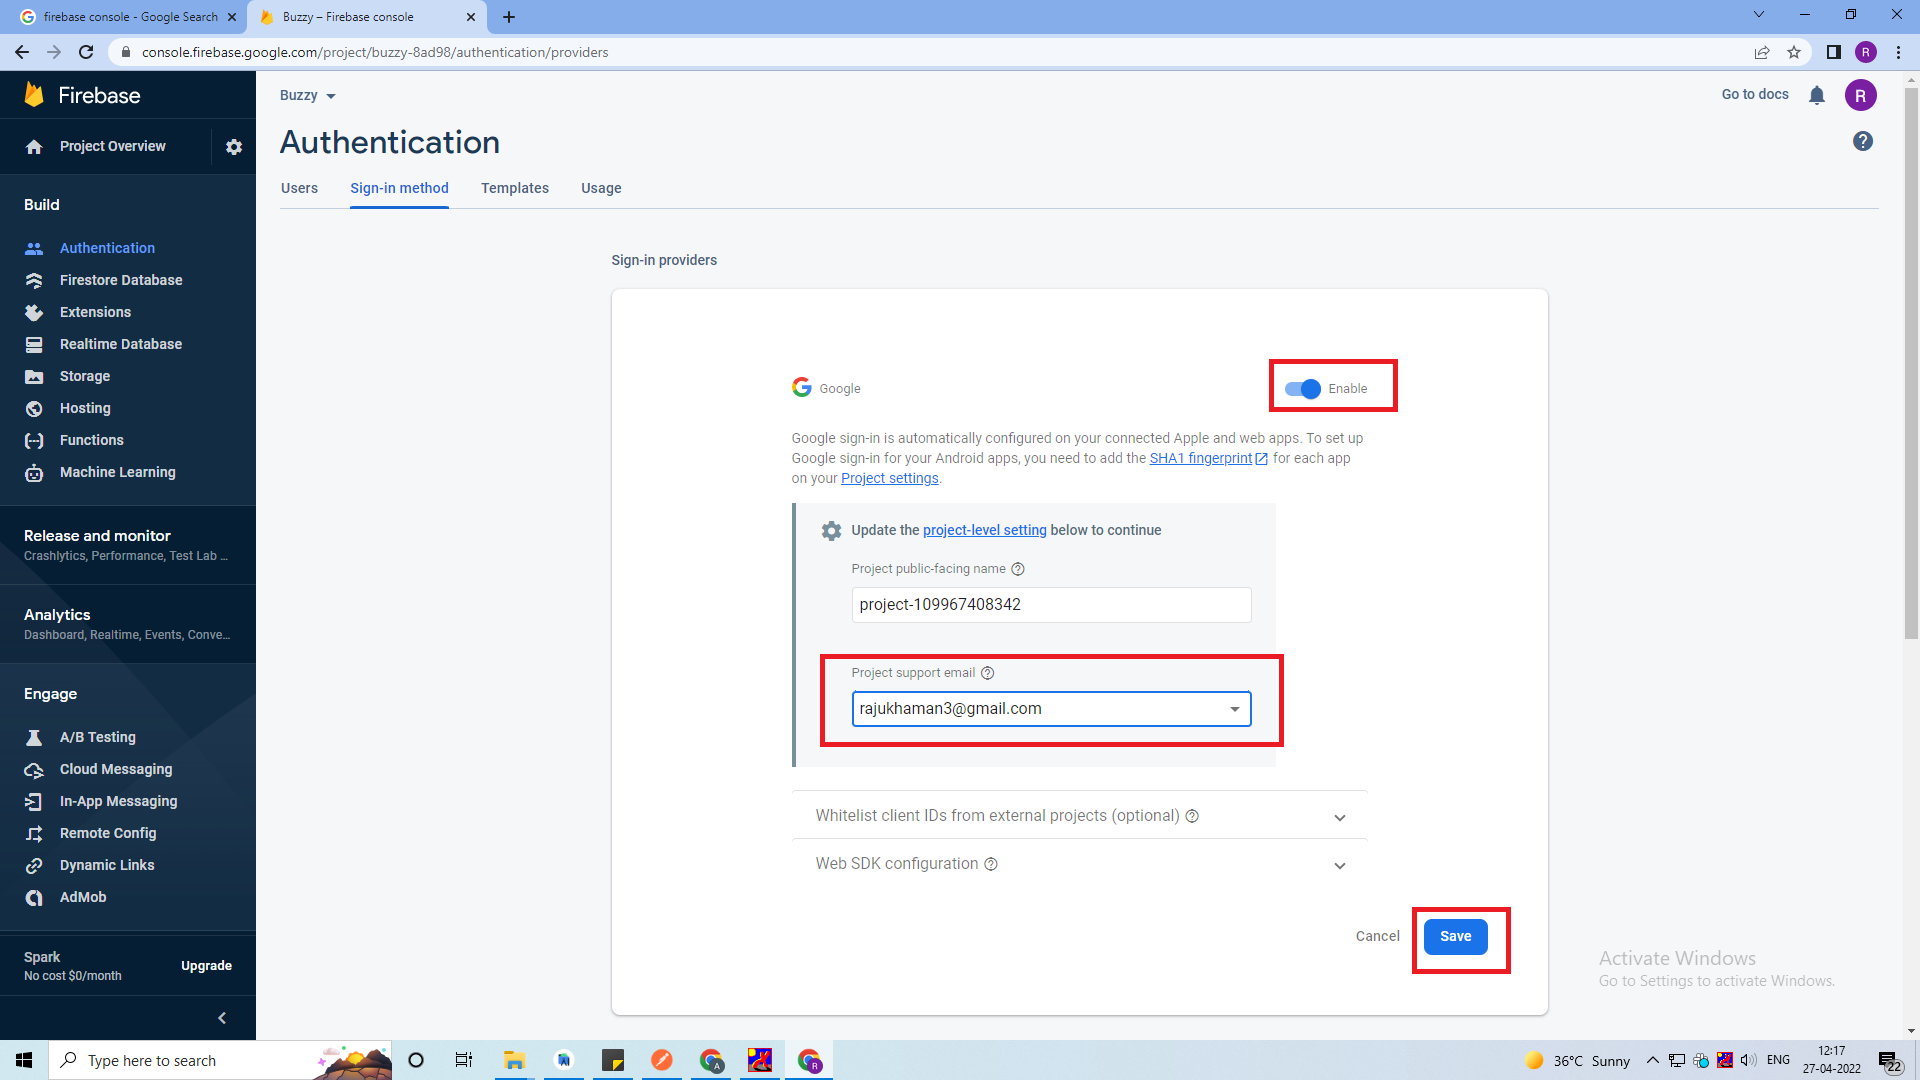 firebase console - Google Search
Buzzy – Firebase console
console.firebase.google.com/project/buzzy-8ad98/authentication/providers
R
Firebase
Buzzy
Go to docs
R
Project Overview
Authentication
Users
Sign-in method
Templates
Usage
Build
Authentication
Firestore Database
Extensions
Realtime Database
Storage
Hosting
Functions
Machine Learning
Release and monitor
Crashlytics, Performance, Test Lab ...
Analytics
Dashboard, Realtime, Events, Conve...
Engage
A/B Testing
Cloud Messaging
In-App Messaging
Remote Config
Dynamic Links
AdMob
Spark
No cost $0/month
Upgrade
Sign-in providers
Google
Enable
Google sign-in is automatically configured on your connected Apple and web apps. To set up
Google sign-in for your Android apps, you need to add the SHA1 fingerprint for each app
on your Project settings.
Update the project-level setting below to continue
Project public-facing name
project-109967408342
Project support email
rajukhaman3@gmail.com
Whitelist client IDs from external projects (optional)
Web SDK configuration
Cancel
Save
Activate Windows
Go to Settings to activate Windows.
Type here to search
A
R
36°C Sunny
ENG
12:17
27-04-2022
22